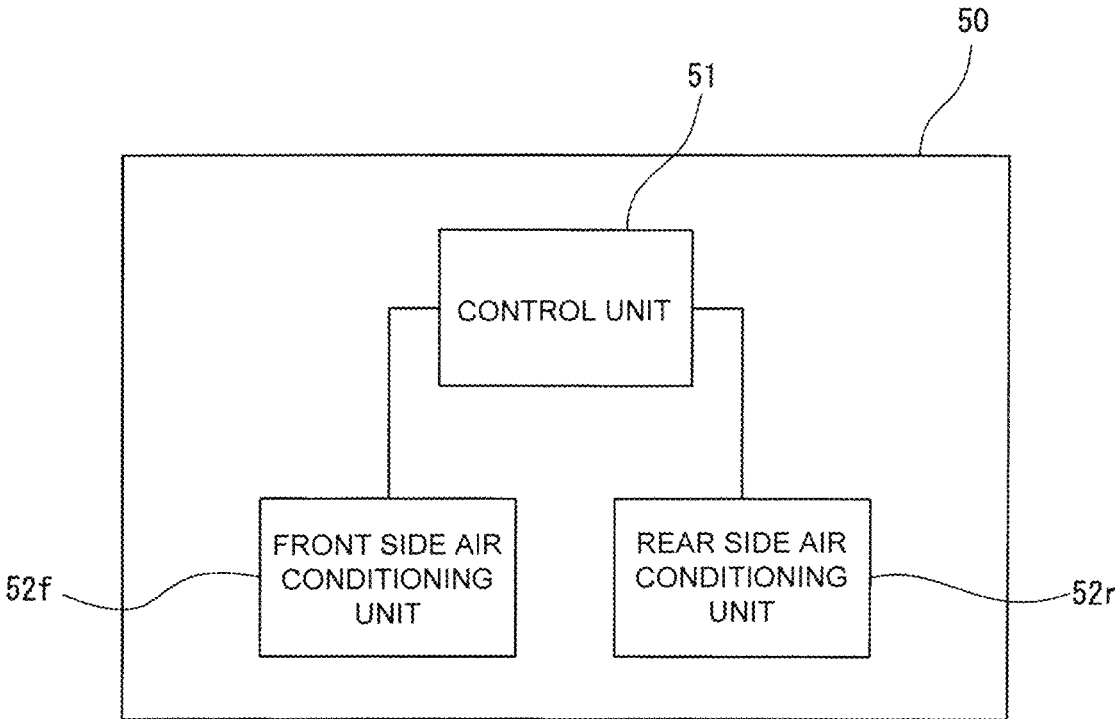 50
51
CONTROL UNIT
FRONT SIDE AIR
CONDITIONING
UNIT
REAR SIDE AIR
CONDITIONING
UNIT
52f
52r